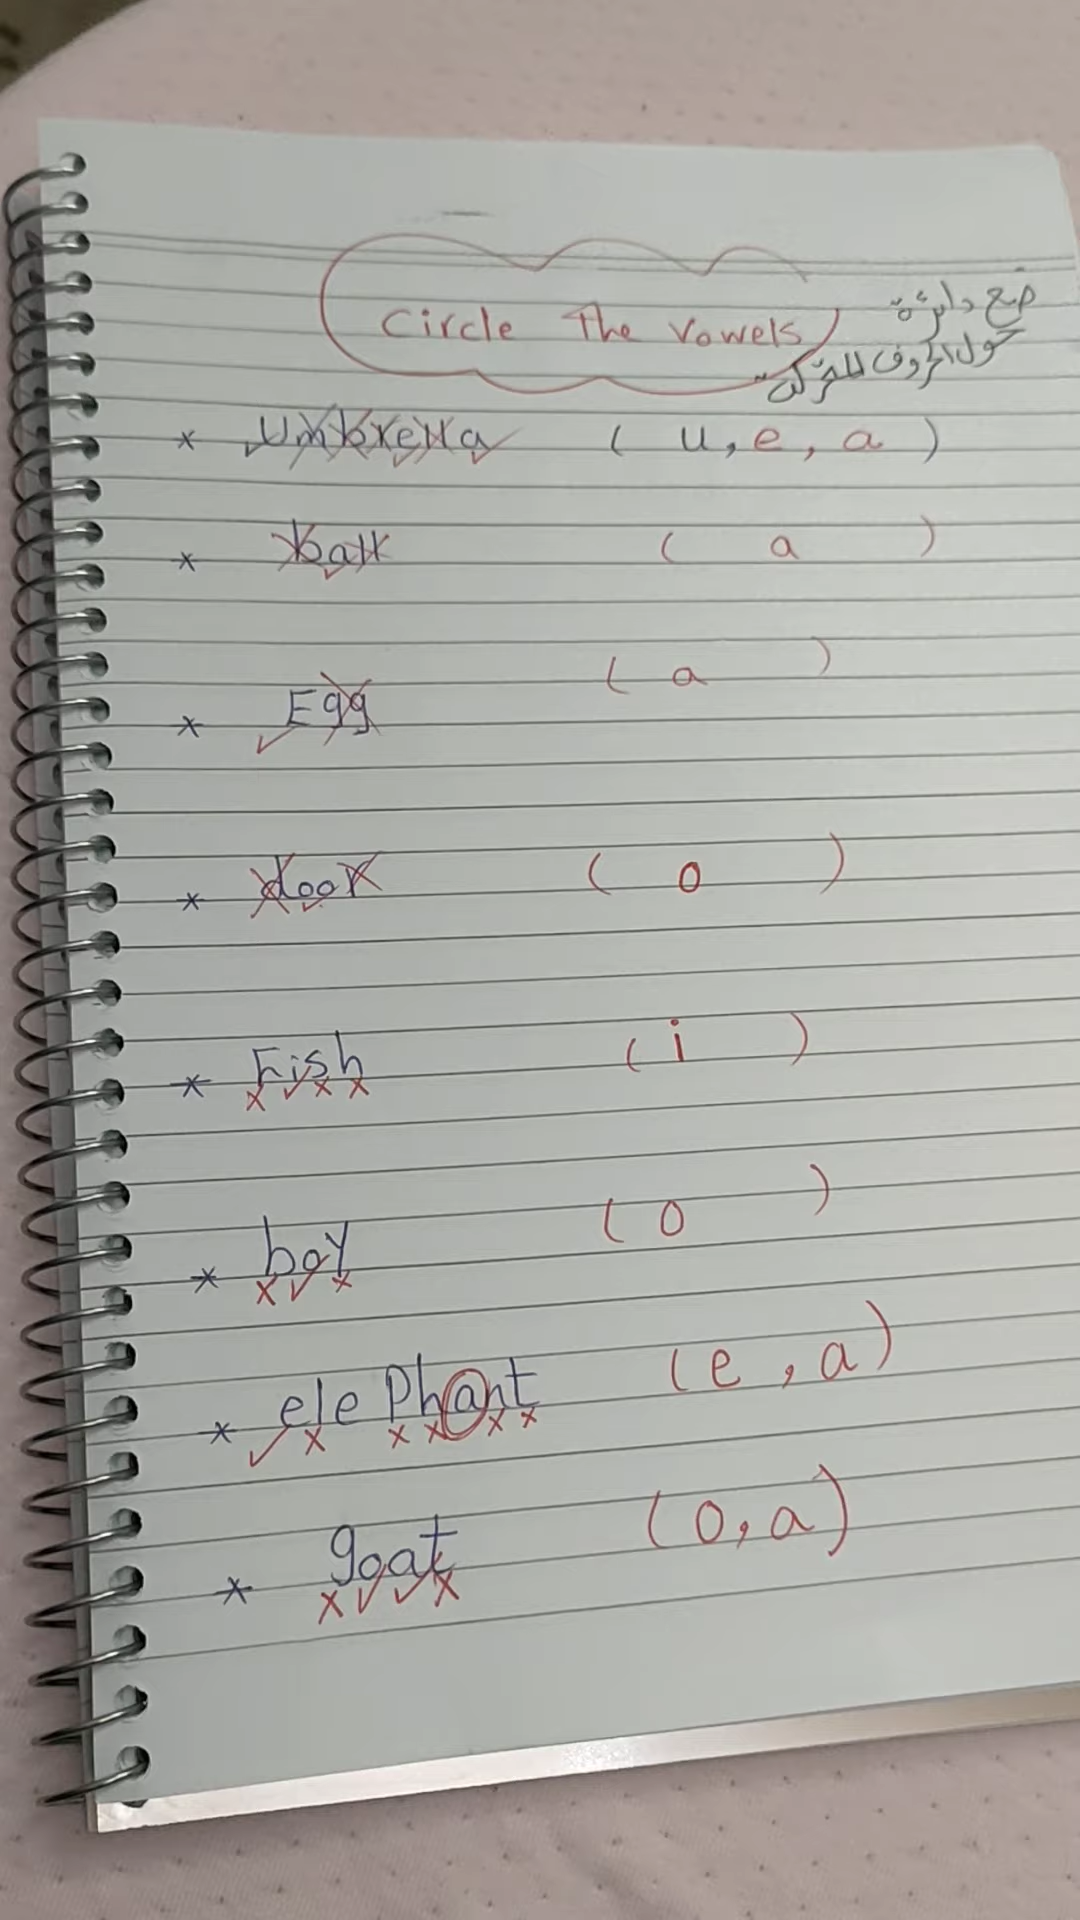 Circle The Vowels
ضع دائرة
حول الحروف المتحركة
* Umbrella ( u, e, a )
* ball ( a )
* Egg ( a )
* door ( o )
* Fish ( i )
* boy ( o )
* elePhant ( e , a )
* goat ( o, a )